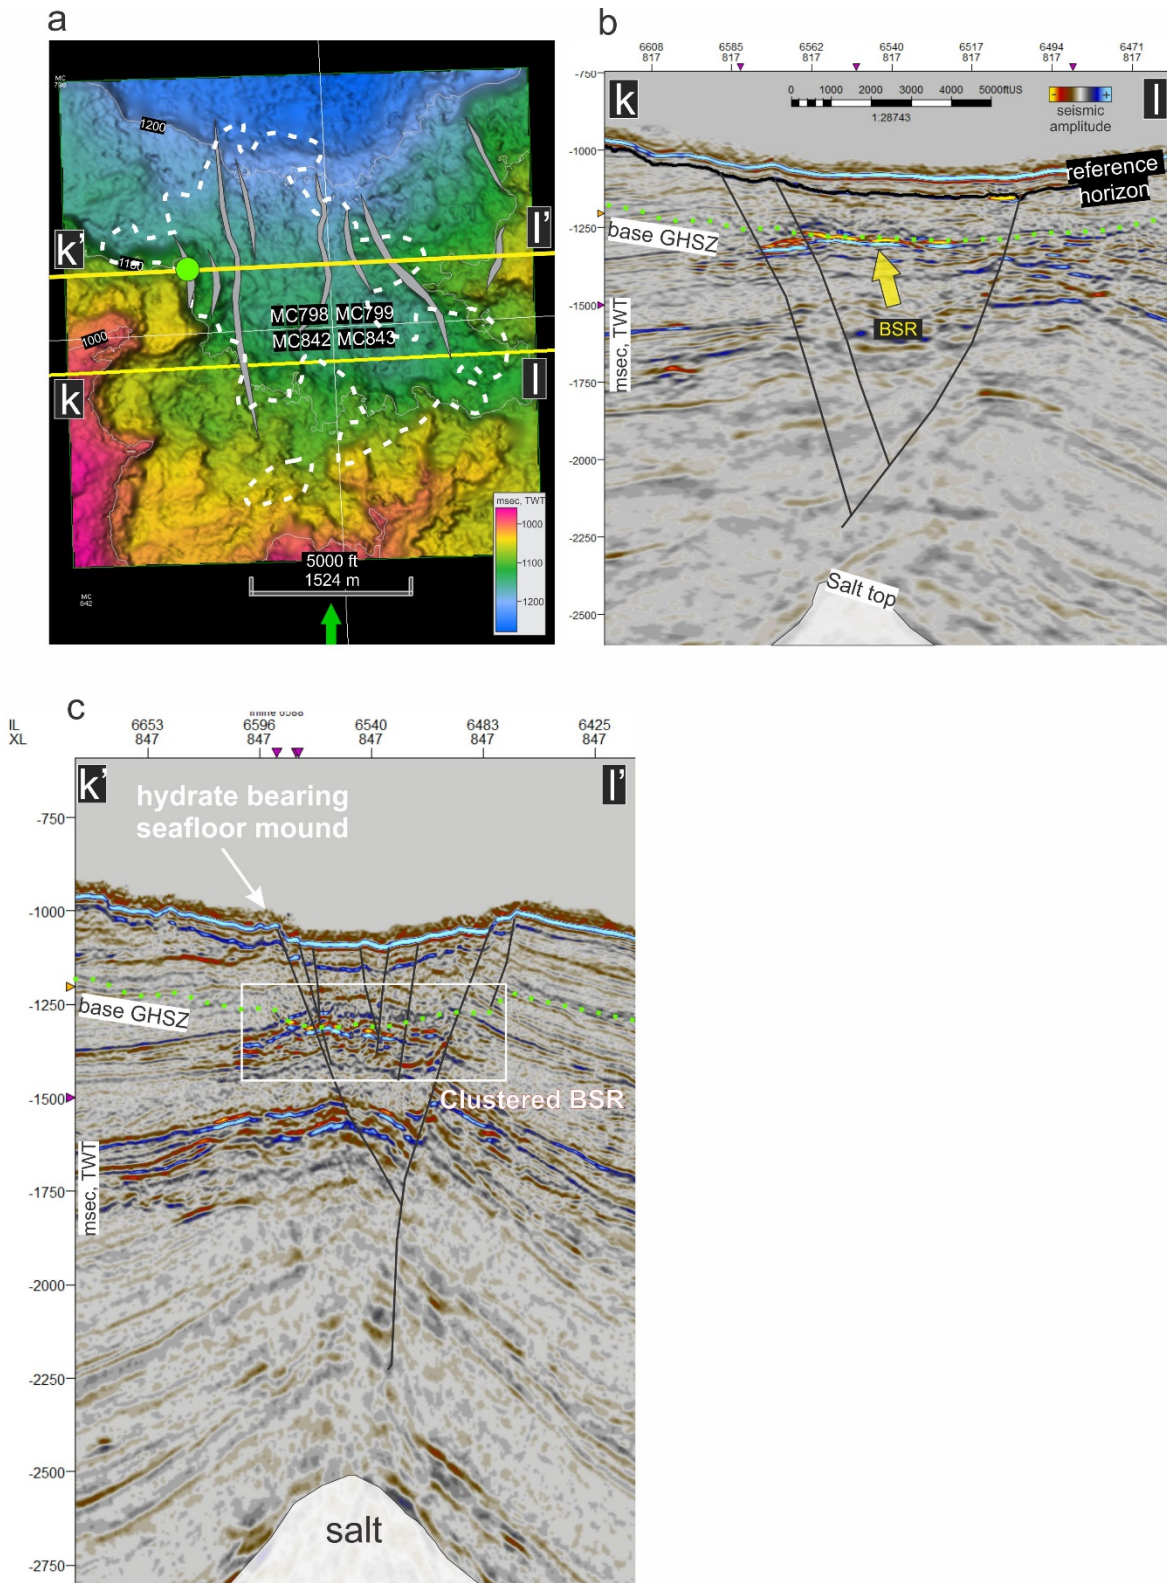 a
MC
798
1200
k'
l'
1100
MC798 MC799
1000
MC842 MC843
k
l
msec, TWT
1000
1100
1200
5000 ft
1524 m
MC
842
b
6608 6585 6562 6540 6517 6494 6471
817 817 817 817 817 817 817
-750
k
l
0 1000 2000 3000 4000 5000ftUS
1:28743
- +
seismic
amplitude
-1000
reference
horizon
-1250
base GHSZ
BSR
-1500
msec, TWT
-1750
-2000
-2250
Salt top
-2500
c
IL 6653 6596 6540 6483 6425
XL 847 847 847 847 847
k'
l'
hydrate bearing
seafloor mound
-750
-1000
-1250
base GHSZ
-1500
Clustered BSR
msec, TWT
-1750
-2000
-2250
-2500
salt
-2750